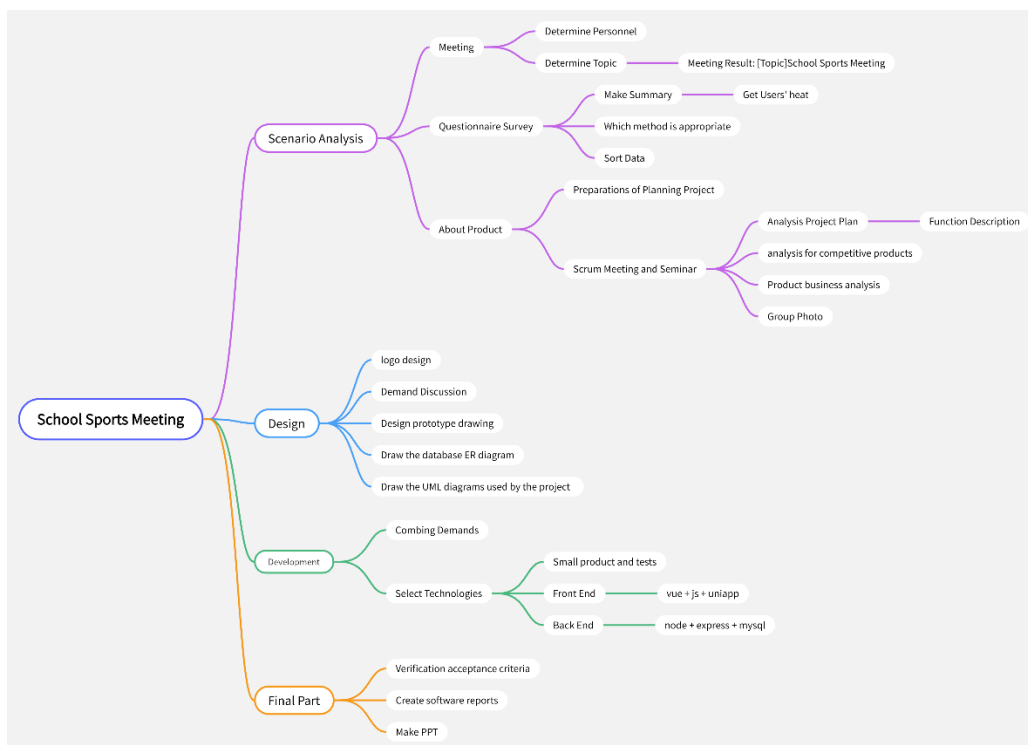 School Sports Meeting
Scenario Analysis
Meeting
Determine Personnel
Determine Topic
Meeting Result: [Topic]School Sports Meeting
Questionnaire Survey
Make Summary
Get Users' heat
Which method is appropriate
Sort Data
About Product
Preparations of Planning Project
Scrum Meeting and Seminar
Analysis Project Plan
Function Description
analysis for competitive products
Product business analysis
Group Photo
Design
logo design
Demand Discussion
Design prototype drawing
Draw the database ER diagram
Draw the UML diagrams used by the project
Development
Combing Demands
Select Technologies
Small product and tests
Front End
vue + js + uniapp
Back End
node + express + mysql
Final Part
Verification acceptance criteria
Create software reports
Make PPT